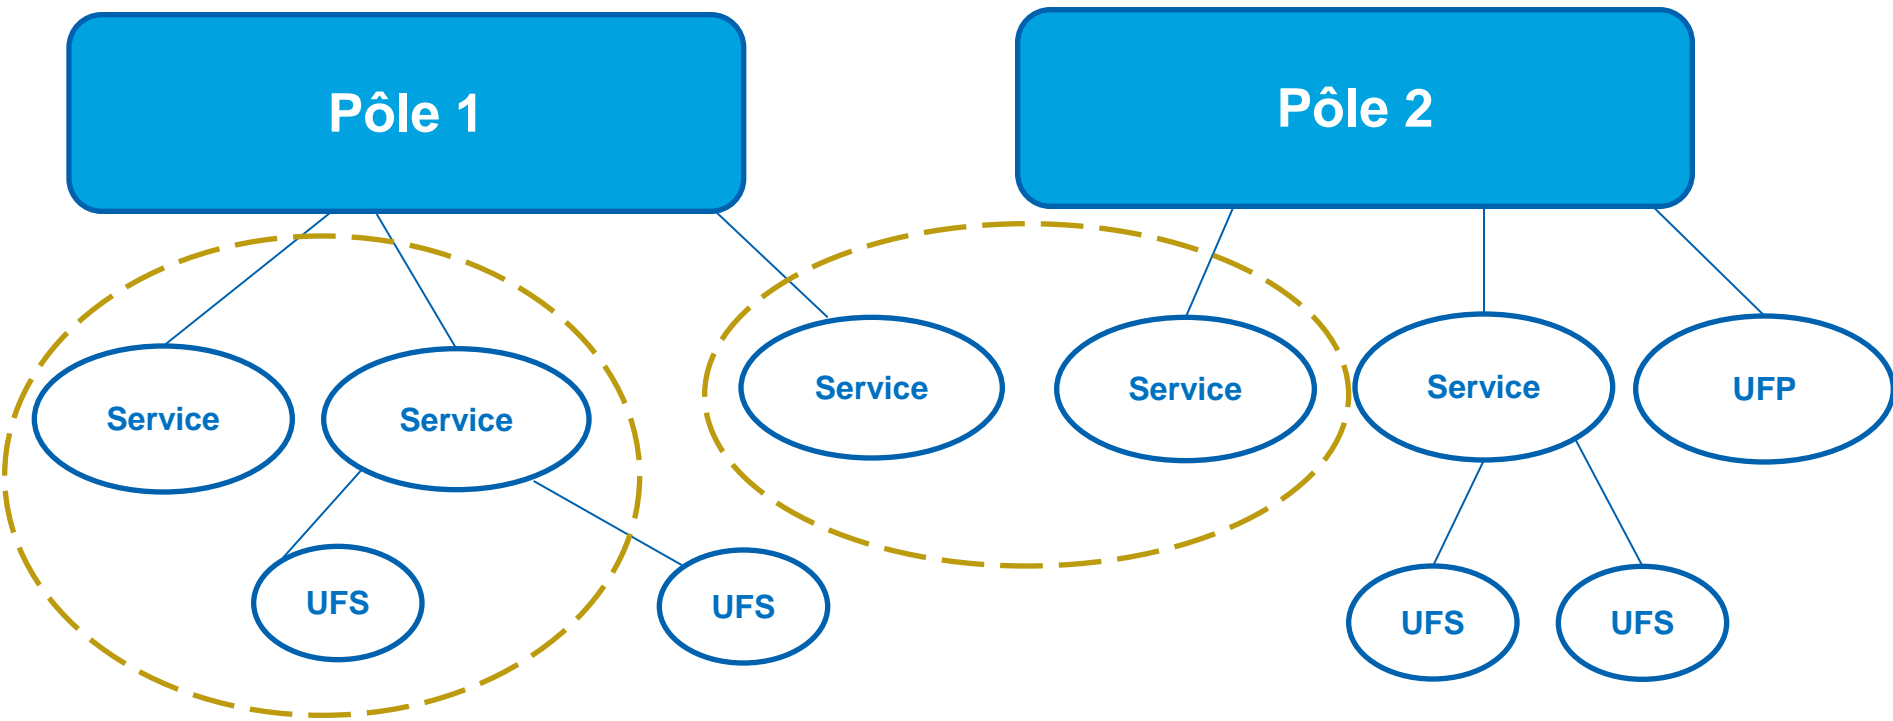 Pôle 1
Pôle 2
Service
Service
Service
Service
Service
UFP
UFS
UFS
UFS
UFS